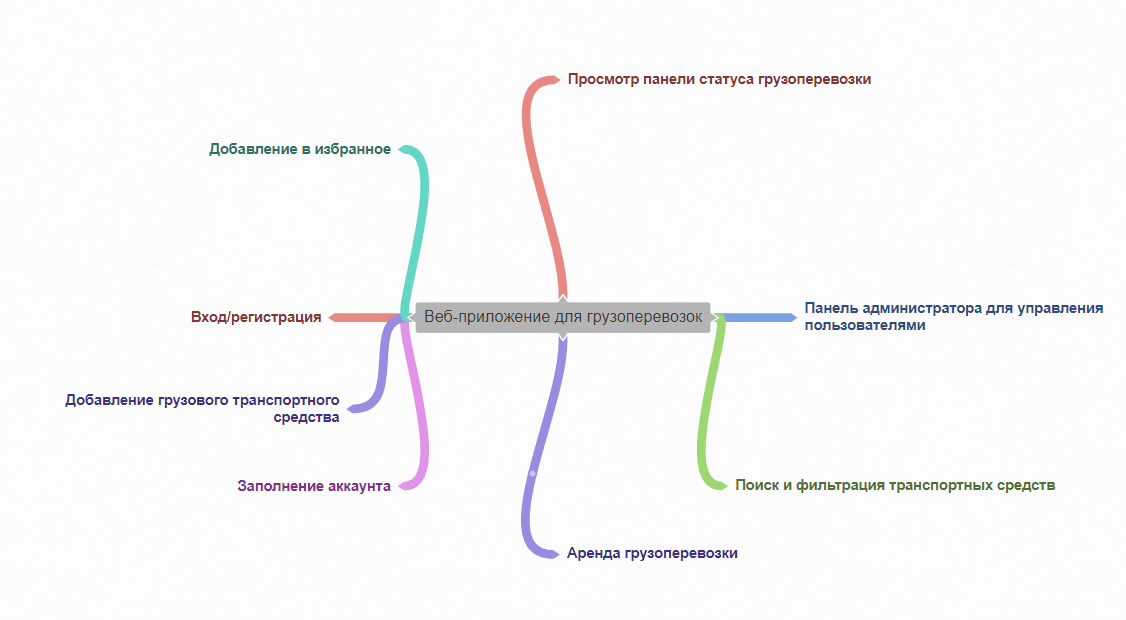 Просмотр панели статуса грузоперевозки
Добавление в избранное
Вход/регистрация
Веб-приложение для грузоперевозок
Панель администратора для управления
пользователями
Добавление грузового транспортного
средства
Заполнение аккаунта
Поиск и фильтрация транспортных средств
Аренда грузоперевозки